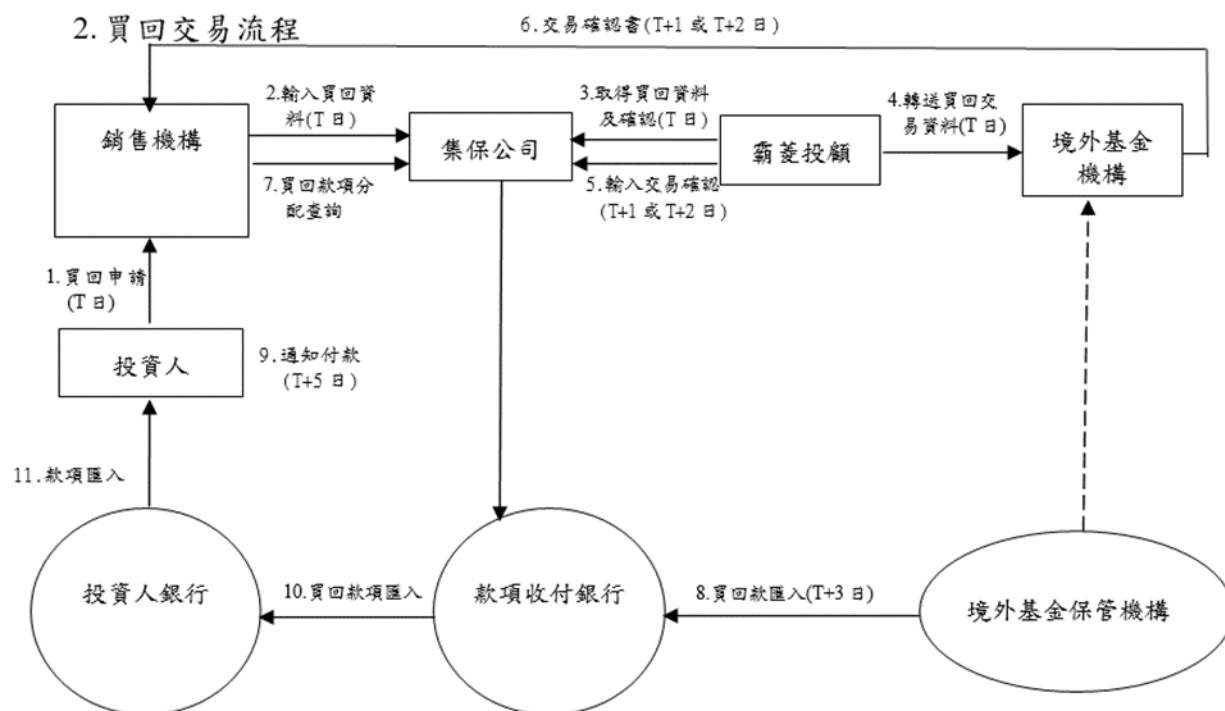 2.買回交易流程
6.交易確認書(T+1 或 T+2 日)
銷售機構
2.輸入買回資
料(T 日)
7.買回款項分
配查詢
集保公司
3.取得買回資料
及確認(T 日)
5.輸入交易確認
(T+1 或 T+2 日)
霸菱投顧
4.轉送買回交
易資料(T 日)
境外基金
機構
1.買回申請
(T 日)
投資人
9.通知付款
(T+5 日)
11.款項匯入
投資人銀行
10.買回款項匯入
款項收付銀行
8.買回款匯入(T+3 日)
境外基金保管機構